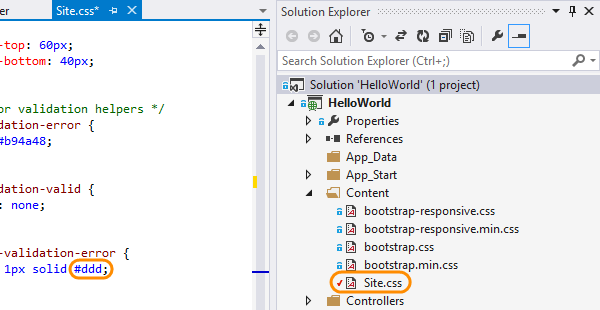 er
Site.css*
-top: 60px;
-bottom: 40px;
or validation helpers */
dation-error {
#b94a48;
dation-valid {
: none;
-validation-error {
1px solid #ddd;
Solution Explorer
Search Solution Explorer (Ctrl+;)
Solution 'HelloWorld' (1 project)
HelloWorld
Properties
References
App_Data
App_Start
Content
bootstrap-responsive.css
bootstrap-responsive.min.css
bootstrap.css
bootstrap.min.css
Site.css
Controllers